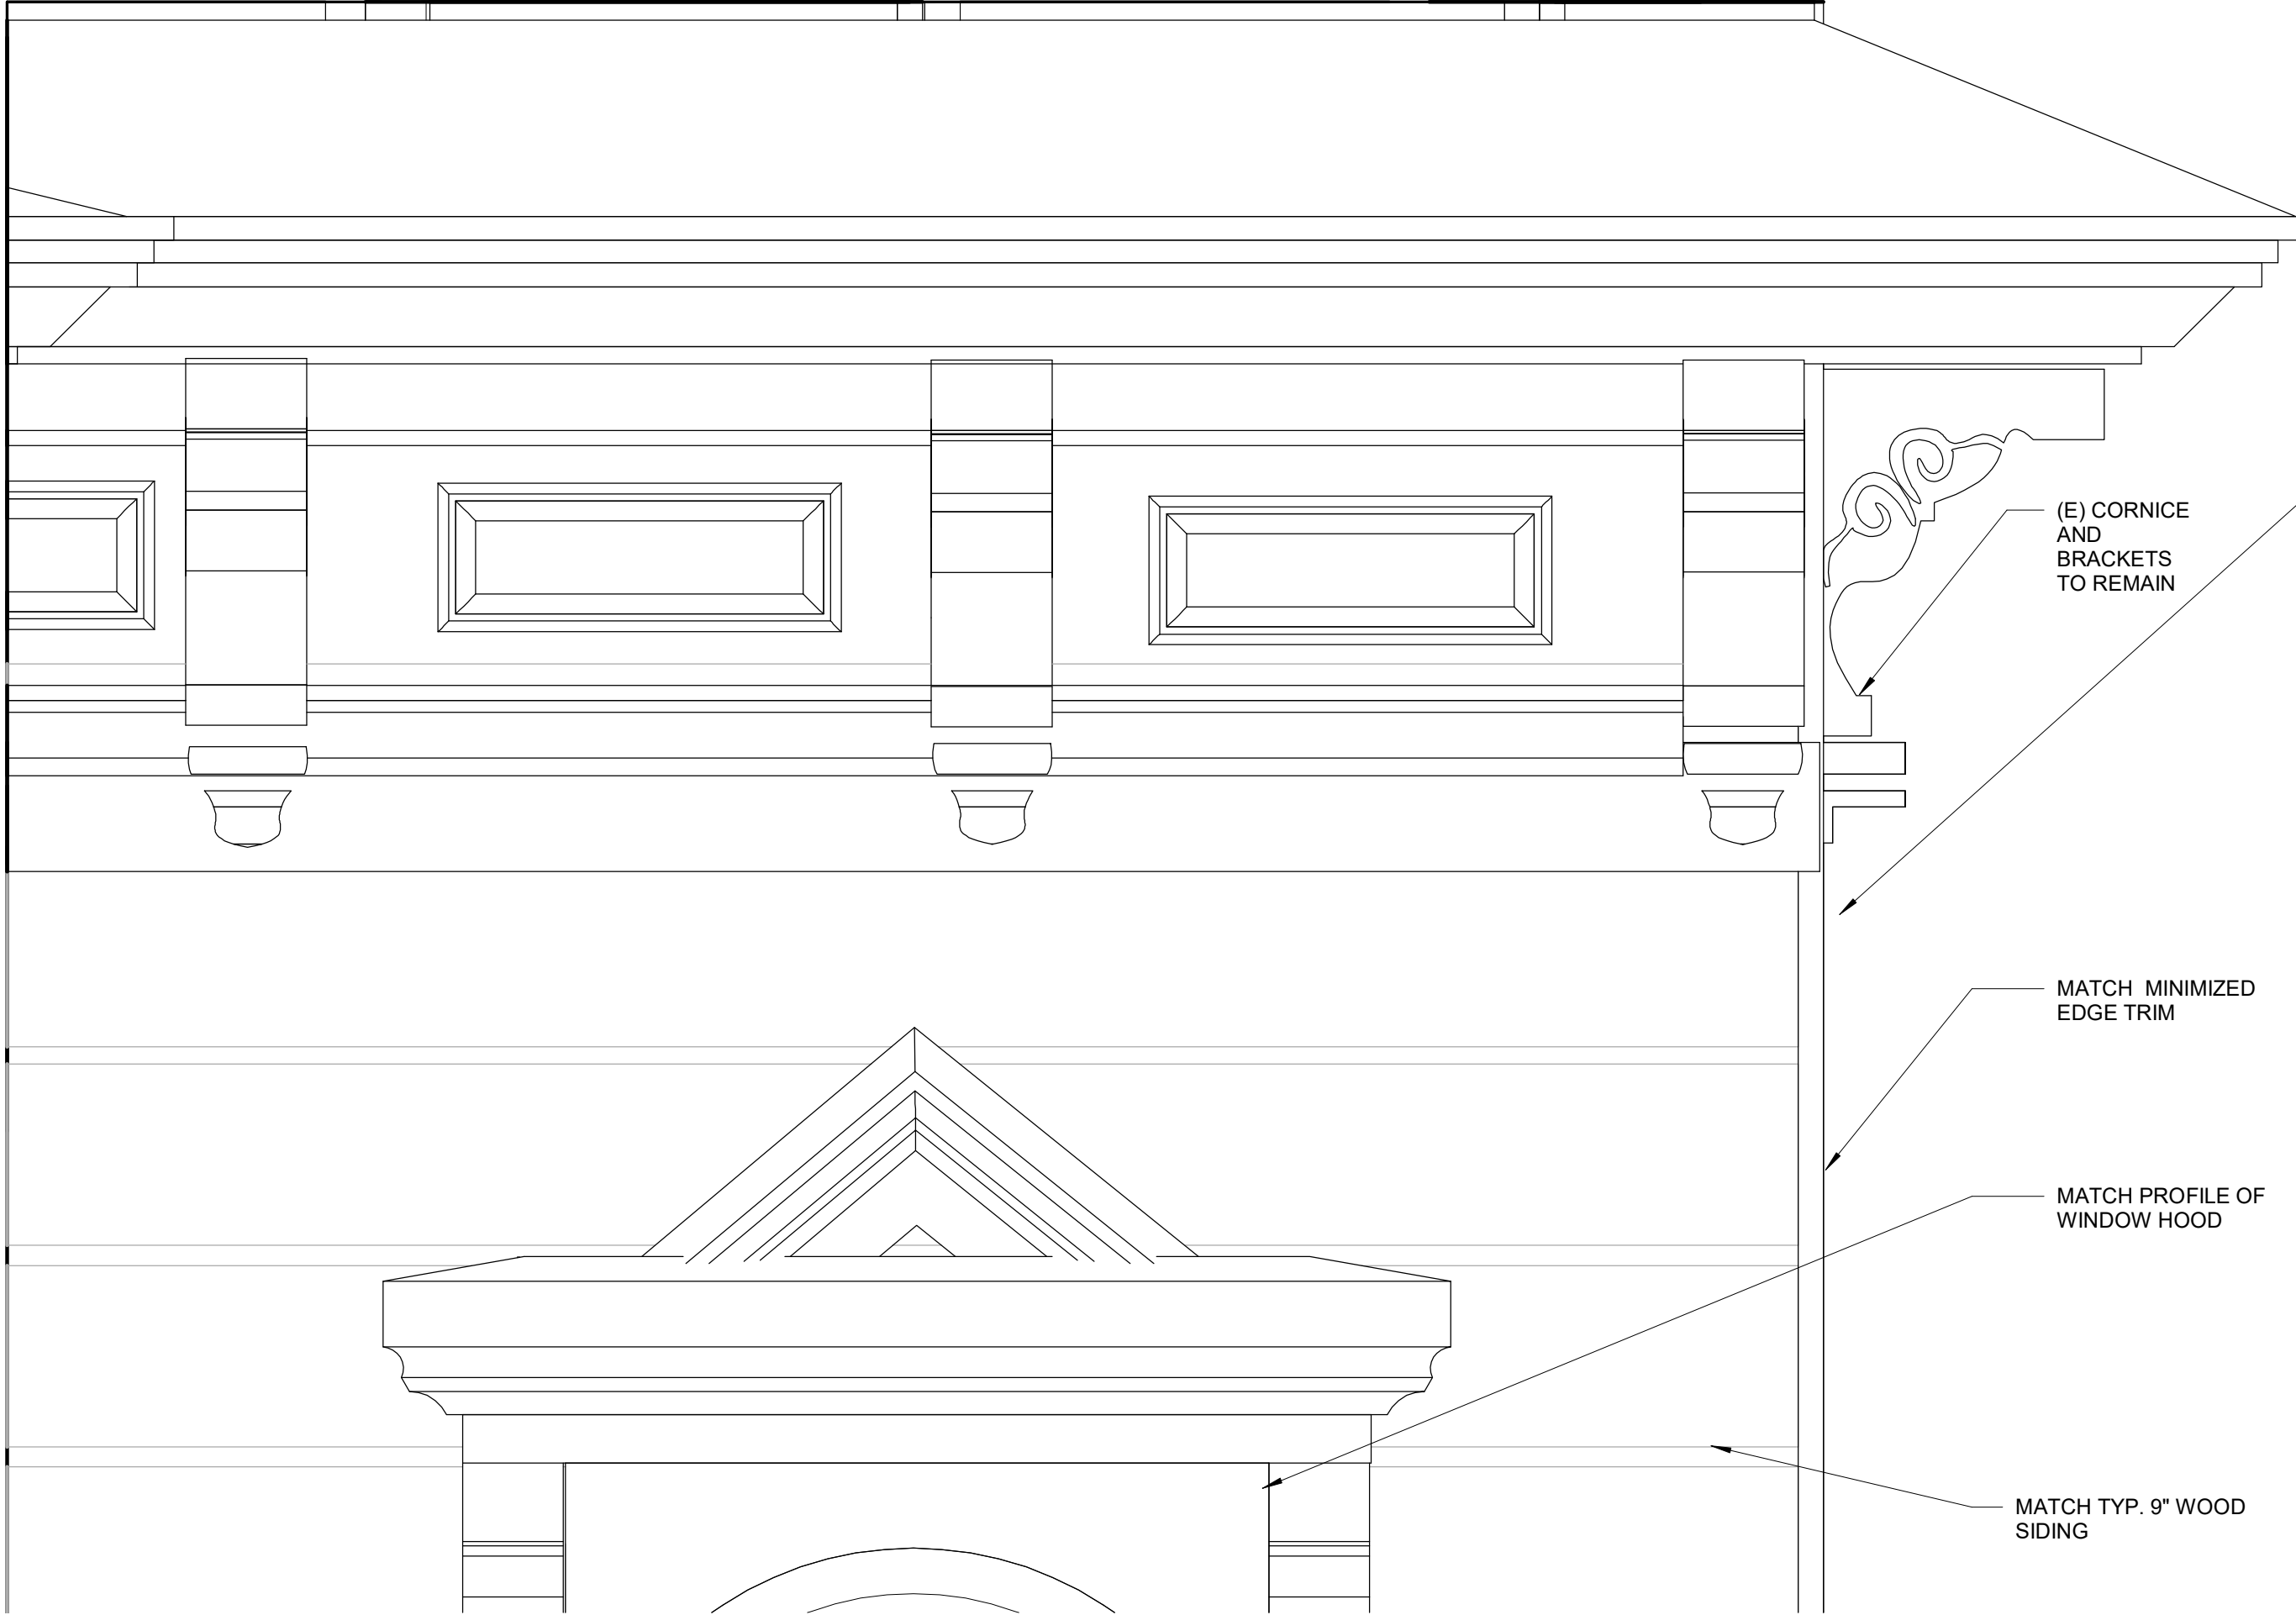 (E) CORNICE
AND
BRACKETS
TO REMAIN
MATCH  MINIMIZED
EDGE TRIM
MATCH PROFILE OF
WINDOW HOOD
MATCH TYP. 9" WOOD
SIDING